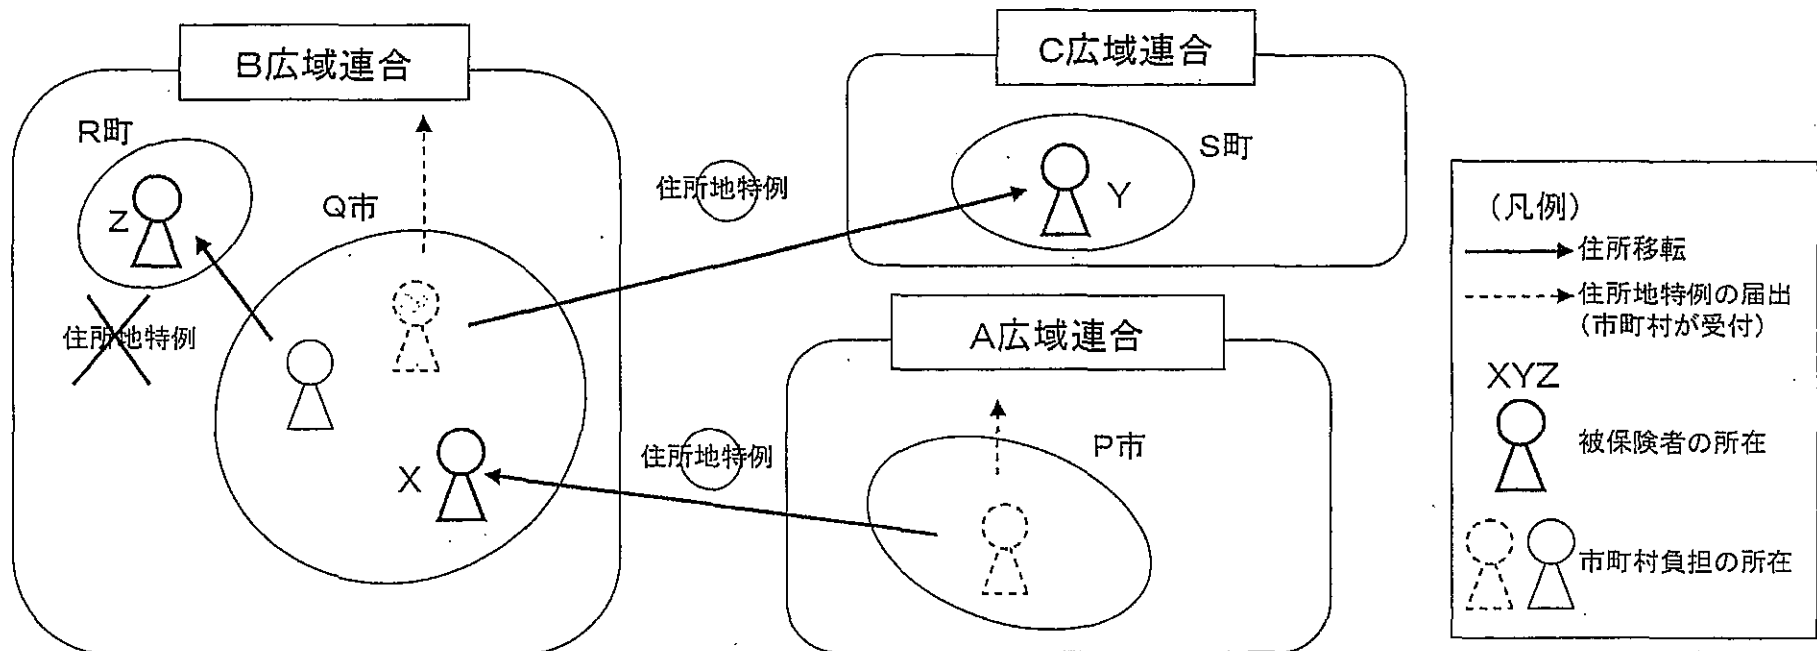 B広域連合
R町
Z
Q市
住所地特例
X
住所地特例
C広域連合
S町
Y
A広域連合
P市
住所地特例
(凡例)
住所移転
住所地特例の届出
(市町村が受付)
XYZ
被保険者の所在
市町村負担の所在